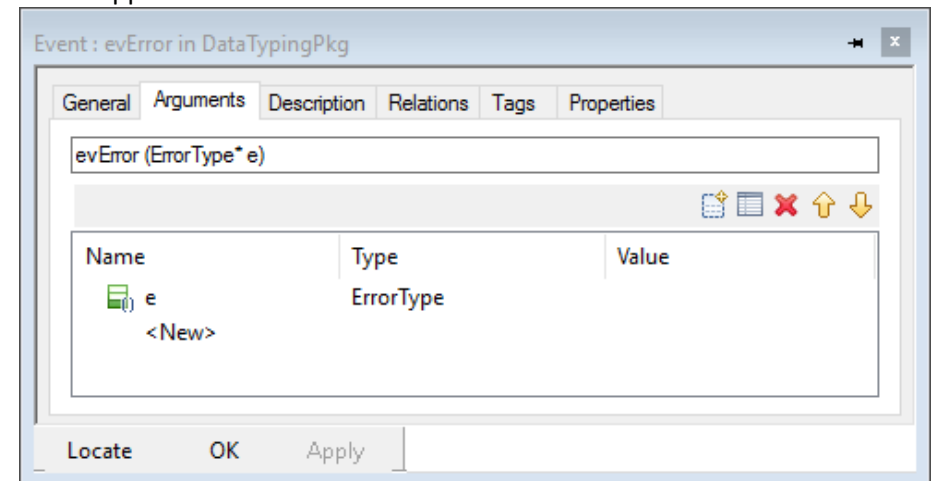 Event : evError in DataTypingPkg
General Arguments Description Relations Tags Properties
evError (ErrorType* e)
Name Type Value
e ErrorType
<New>
Locate OK Apply